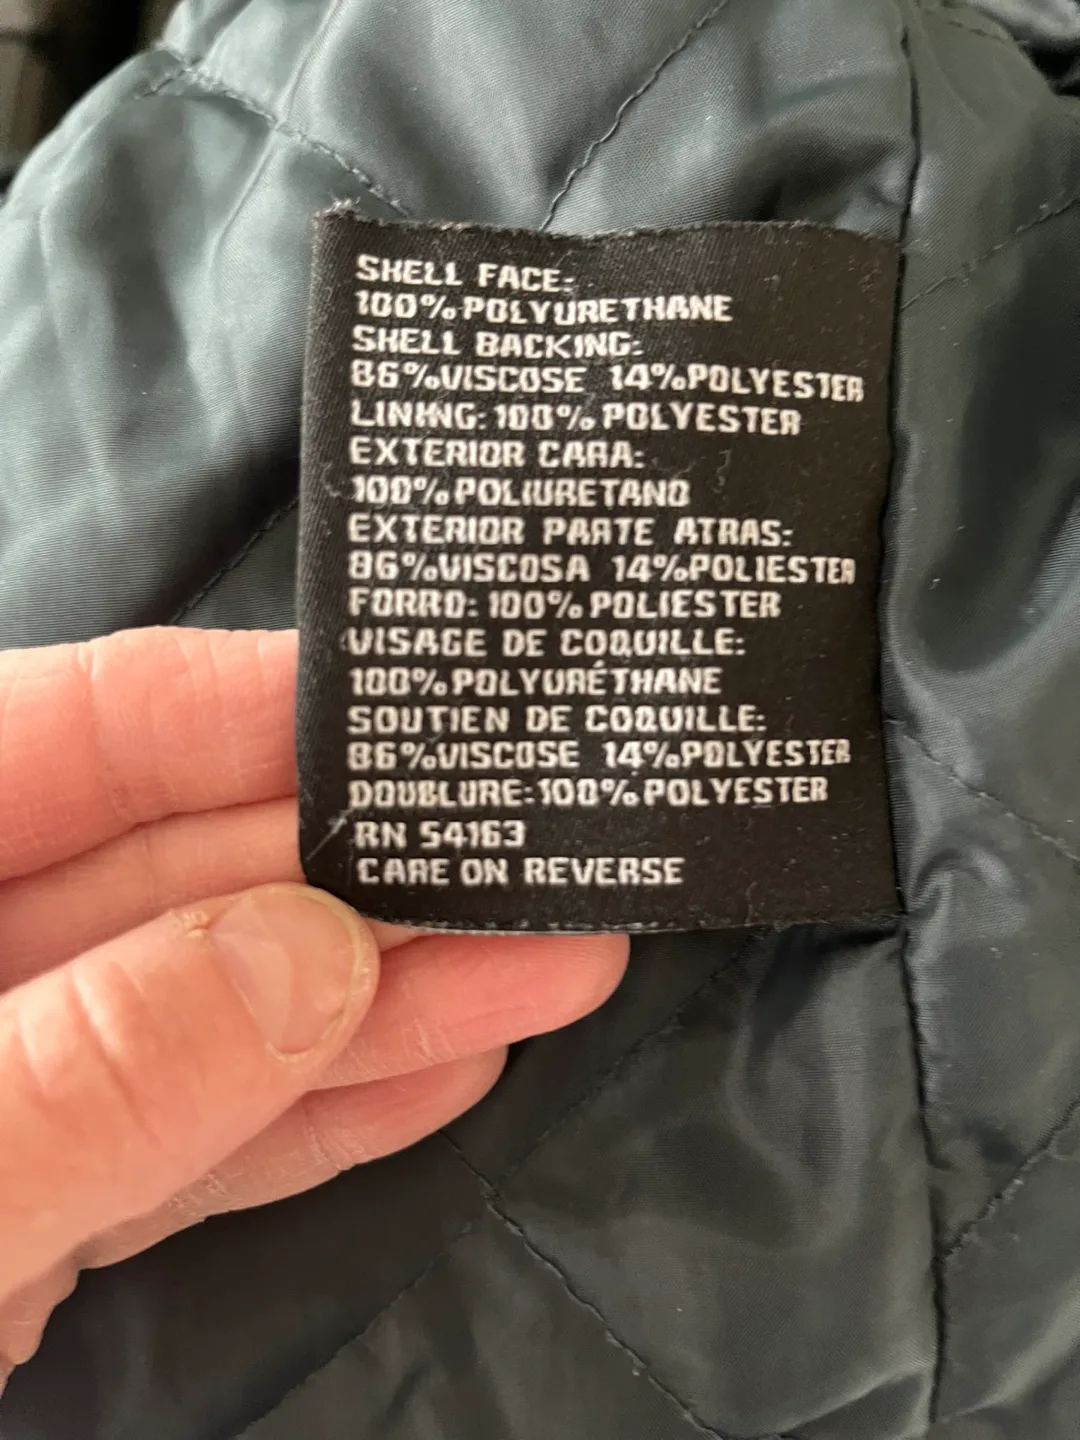 SHELL FACE:
100%POLYURETHANE
SHELL BACKING:
86%VISCOSE 14%POLYESTER
LINING:100%POLYESTER
EXTERIOR CARA:
100%POLIURETANO
EXTERIOR PARTE ATRAS:
86%VISCOSA 14%POLIESTER
FORRO:100%POLIESTER
VISAGE DE COQUILLE:
100%POLYURÉTHANE
SOUTIEN DE COQUILLE:
86%VISCOSE 14%POLYESTER
DOUBLURE:100%POLYESTER
RN 54163
CARE ON REVERSE